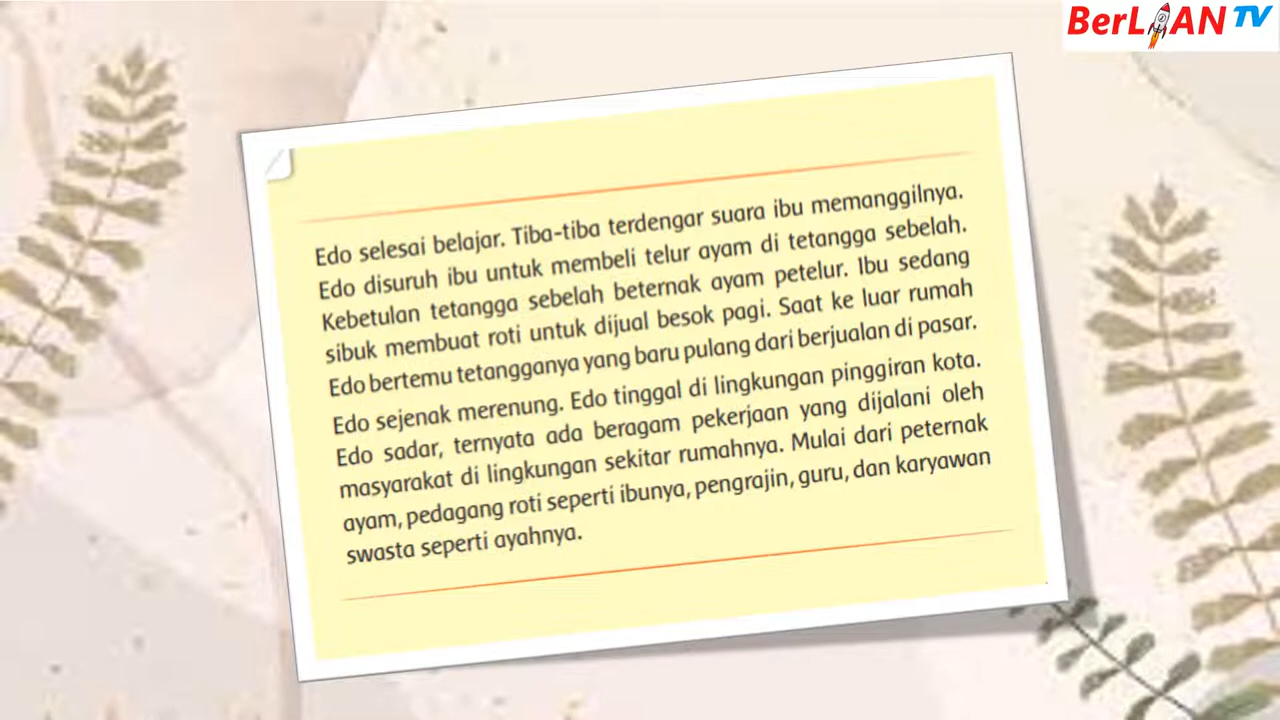 BerLIAN TV
Edo selesai belajar. Tiba-tiba terdengar suara ibu memanggilnya.
Edo disuruh ibu untuk membeli telur ayam di tetangga sebelah.
Kebetulan tetangga sebelah beternak ayam petelur. Ibu sedang
sibuk membuat roti untuk dijual besok pagi. Saat ke luar rumah
Edo bertemu tetangganya yang baru pulang dari berjualan di pasar.
Edo sejenak merenung. Edo tinggal di lingkungan pinggiran kota.
Edo sadar, ternyata ada beragam pekerjaan yang dijalani oleh
masyarakat di lingkungan sekitar rumahnya. Mulai dari peternak
ayam, pedagang roti seperti ibunya, pengrajin, guru, dan karyawan
swasta seperti ayahnya.